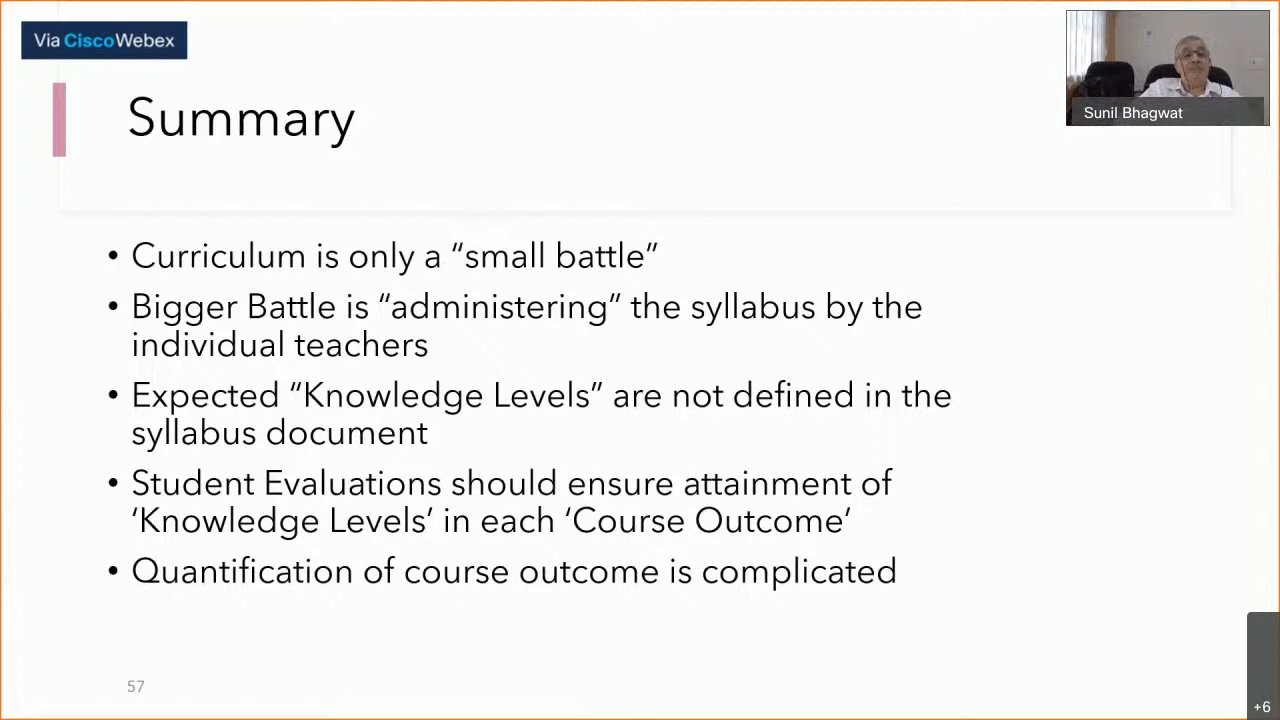 Via CiscoWebex
Sunil Bhagwat
Summary
• Curriculum is only a “small battle”
• Bigger Battle is “administering” the syllabus by the
individual teachers
• Expected “Knowledge Levels” are not defined in the
syllabus document
• Student Evaluations should ensure attainment of
‘Knowledge Levels’ in each ‘Course Outcome’
• Quantification of course outcome is complicated
57
+6